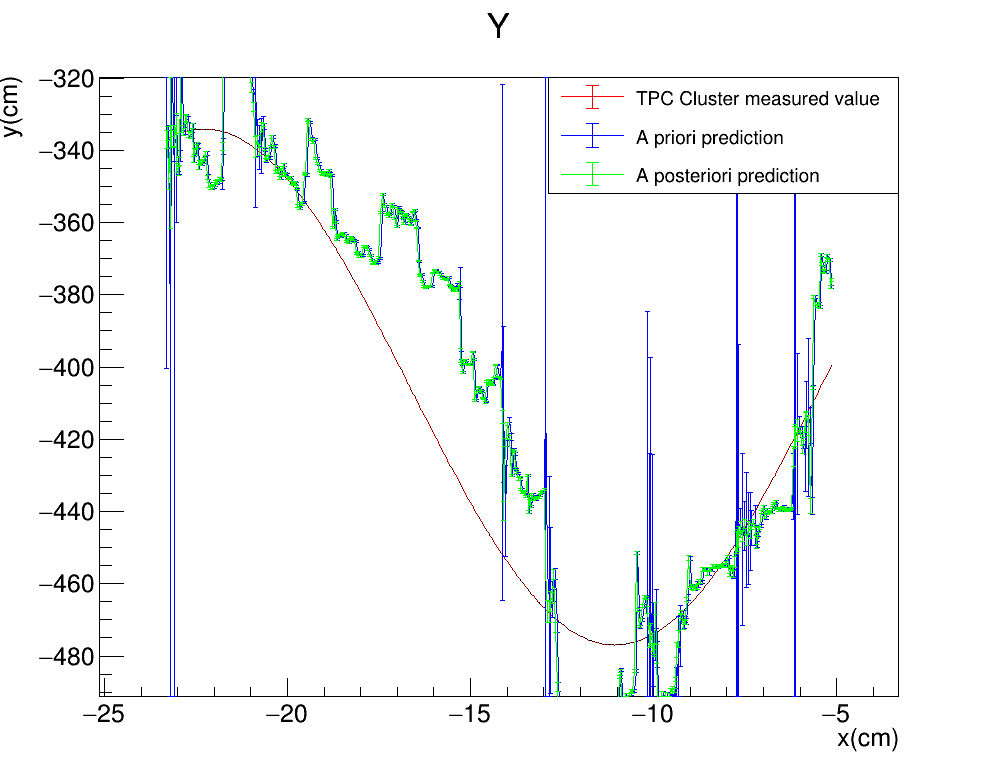 Y
y(cm)
−320
−340
−360
−380
−400
−420
−440
−460
−480
TPC Cluster measured value
A priori prediction
A posteriori prediction
−25
−20
−15
−10
−5
x(cm)